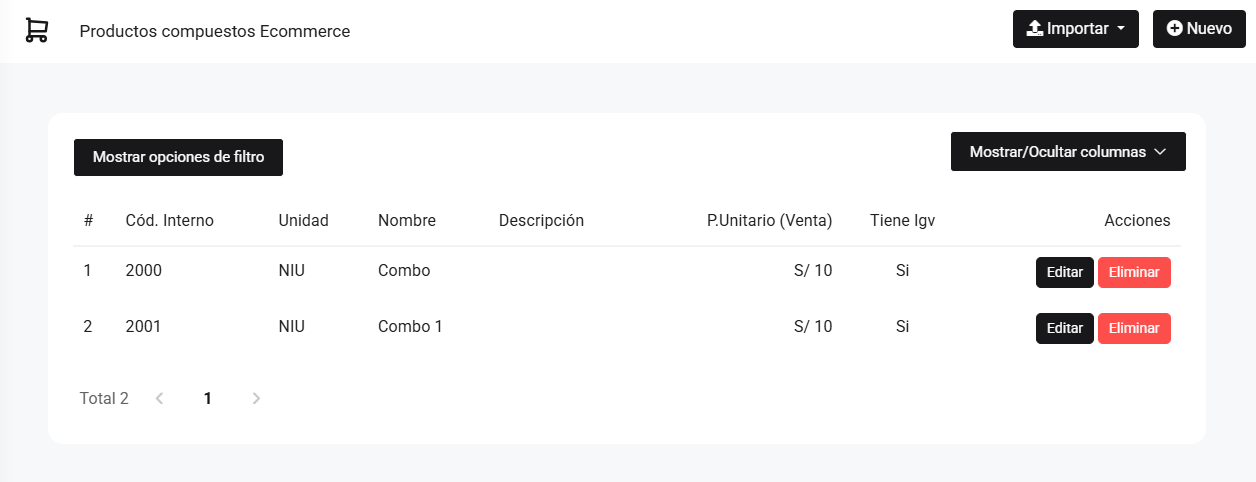 Productos compuestos Ecommerce
Importar
Nuevo
Mostrar opciones de filtro
Mostrar/Ocultar columnas
# Cód. Interno Unidad Nombre Descripción P.Unitario (Venta) Tiene Igv Acciones
1 2000 NIU Combo S/ 10 Si Editar Eliminar
2 2001 NIU Combo 1 S/ 10 Si Editar Eliminar
Total 2 1